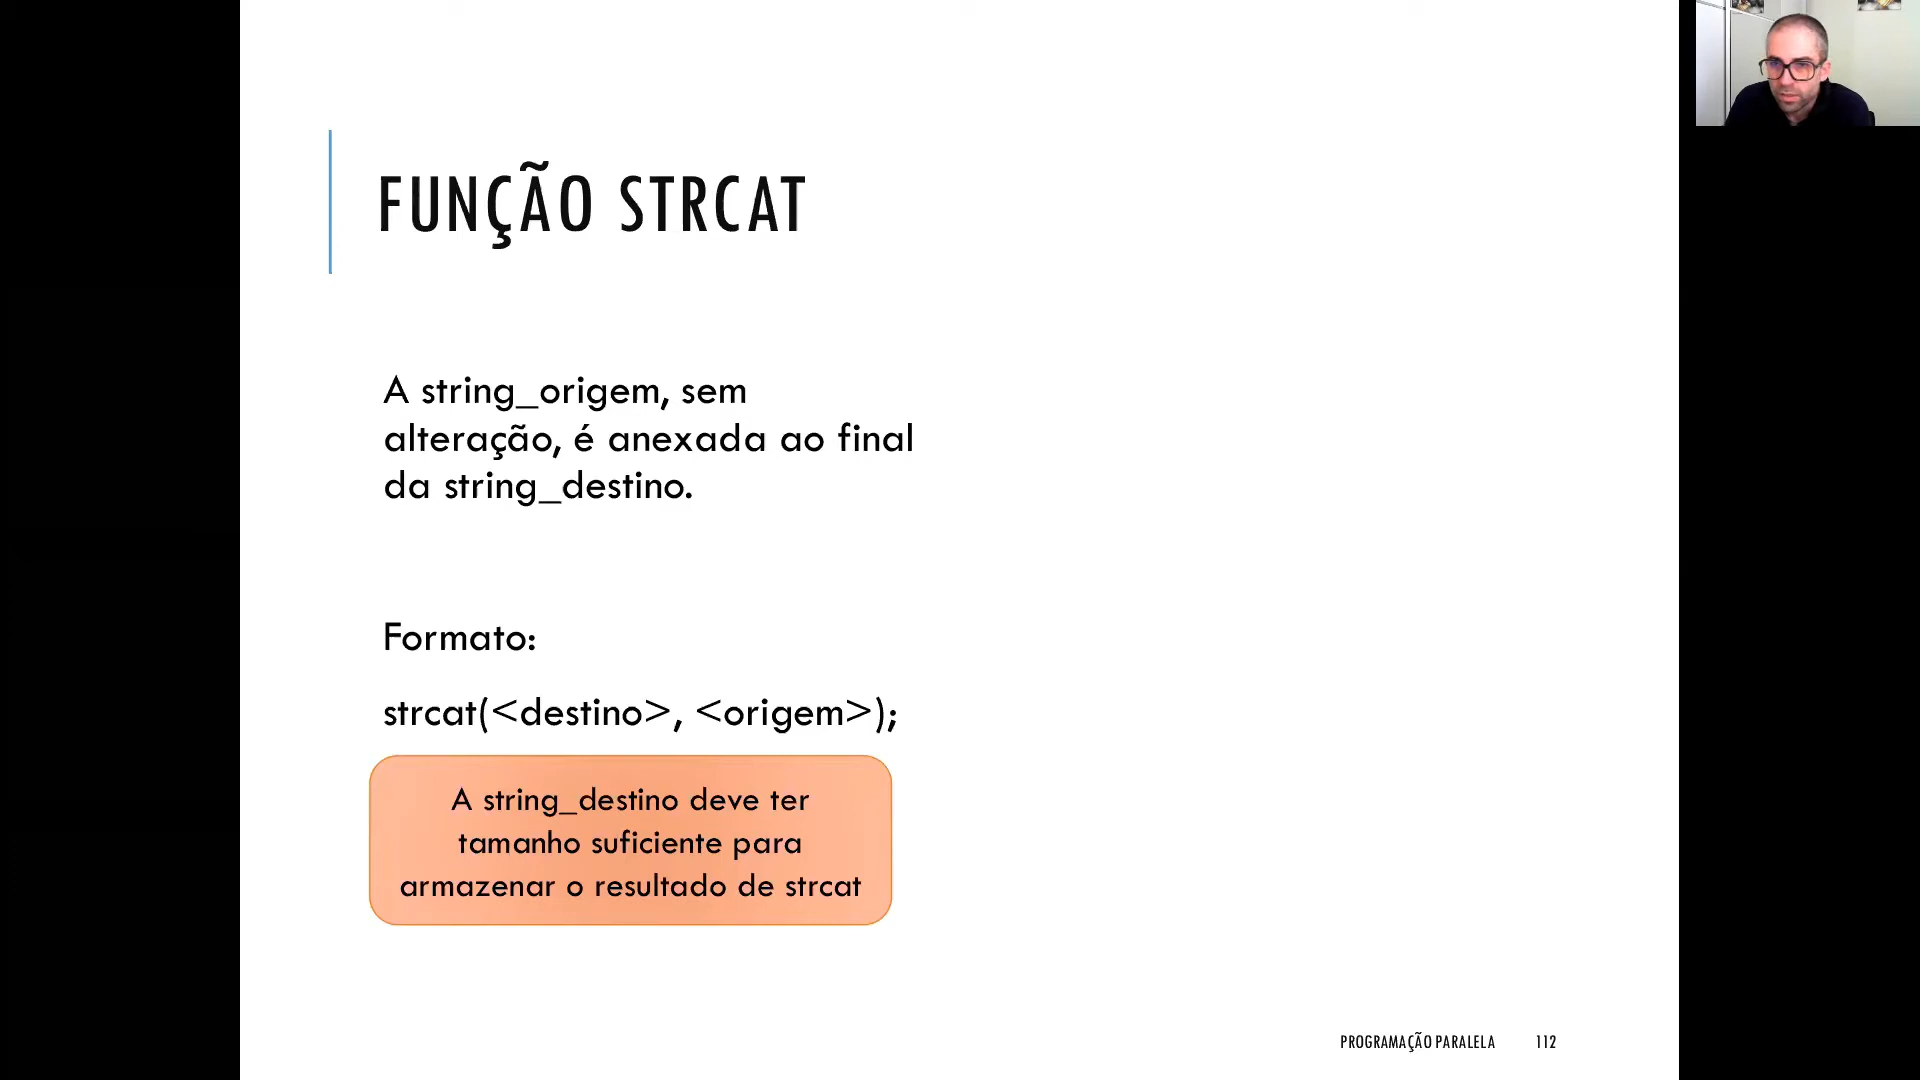 FUNÇÃO STRCAT
A string_origem, sem
alteração, é anexada ao final
da string_destino.
Formato:
strcat(<destino>, <origem>);
A string_destino deve ter
tamanho suficiente para
armazenar o resultado de strcat
PROGRAMAÇÃO PARALELA 112